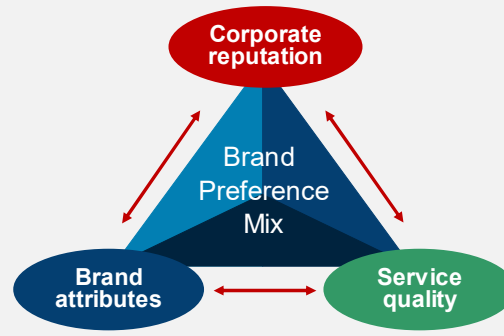 Corporate
reputation
Brand
Preference
Mix
Brand
attributes
Service
quality